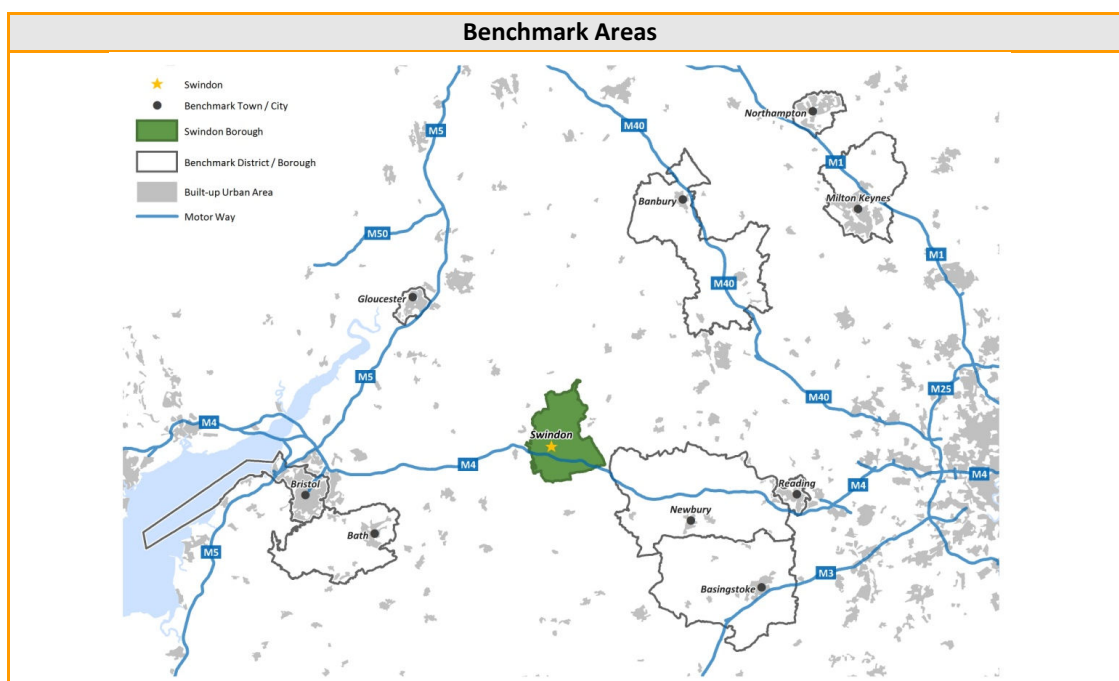 Benchmark Areas
Swindon
Benchmark Town / City
Swindon Borough
Benchmark District / Borough
Built-up Urban Area
Motor Way
M5
M40
Northampton
M1
Banbury
Milton Keynes
M50
M1
M40
Gloucester
M5
M25
M40
M4
Swindon
M4
M4
Bristol
Reading
M4
Newbury
Bath
M5
M3
Basingstoke